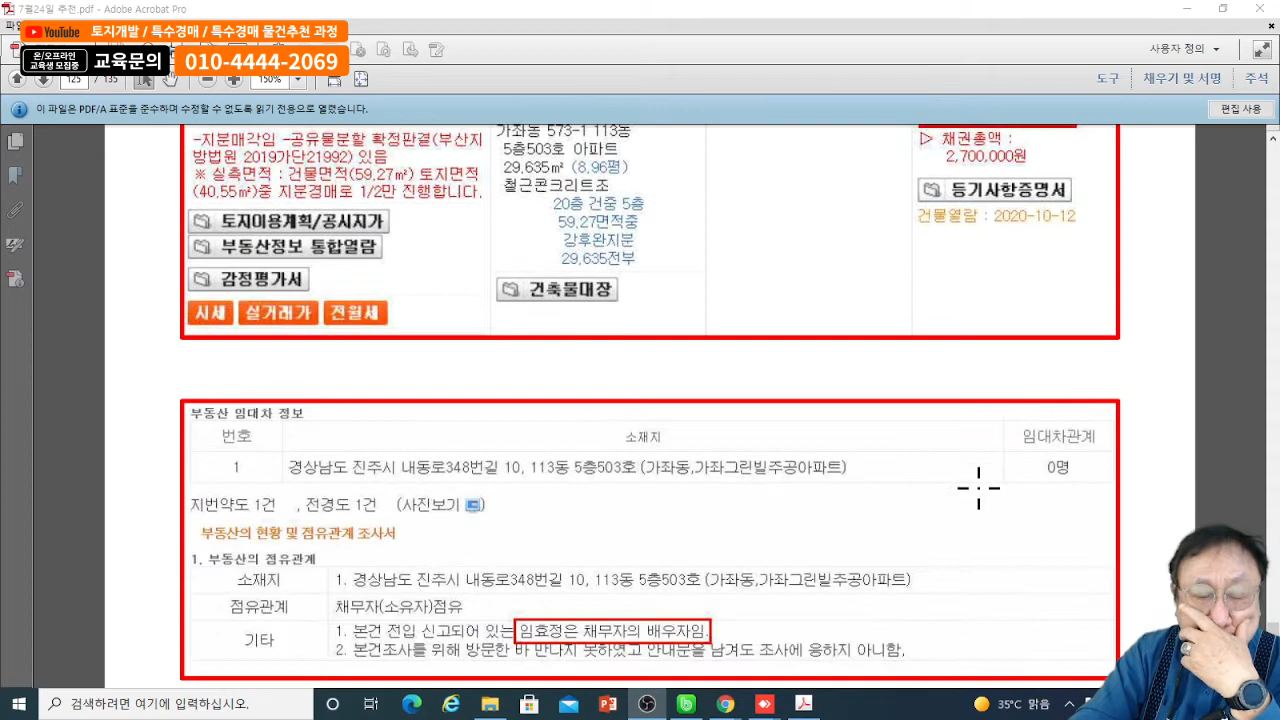 7월24일 추천.pdf - Adobe Acrobat Pro
YouTube 토지개발 / 특수경매 / 특수경매 물건추천 과정
온/오프라인 교육생 모집중 교육문의 010-4444-2069
사용자 정의
125 / 135 150%
도구 채우기 및 서명 주석
이 파일은 PDF/A 표준을 준수하며 수정할 수 없도록 읽기 전용으로 열렸습니다.
편집 사용
-지분매각임 -공유물분할 확정판결(부산지
방법원 2019가단21992) 있음
※ 실측면적 : 건물면적(59,27㎡) 토지면적
(40,55㎡)중 지분경매로 1/2만 진행합니다.
토지이용계획/공시지가
부동산정보 통합열람
감정평가서
시세 실거래가 전월세
가좌동 573-1 113동
5층503호 아파트
29,635㎡ (8,96평)
철근콘크리트조
20층 건중 5층
59,27면적중
강후완지분
29,635전부
건축물대장
▷ 채권총액 :
2,700,000원
등기사항증명서
건물열람 : 2020-10-12
부동산 임대차 정보
번호 소재지 임대차관계
1 경상남도 진주시 내동로348번길 10, 113동 5층503호 (가좌동,가좌그린빌주공아파트) 0명
지번약도 1건 , 전경도 1건 (사진보기 )
부동산의 현황 및 점유관계 조사서
1. 부동산의 점유관계
소재지 1. 경상남도 진주시 내동로348번길 10, 113동 5층503호 (가좌동,가좌그린빌주공아파트)
점유관계 채무자(소유자)점유
기타 1. 본건 전입 신고되어 있는 임효정은 채무자의 배우자임.
2. 본건조사를 위해 방문한 바 만나지 못하였고 안내문을 남겨도 조사에 응하지 아니함.
검색하려면 여기에 입력하십시오.
35°C 맑음